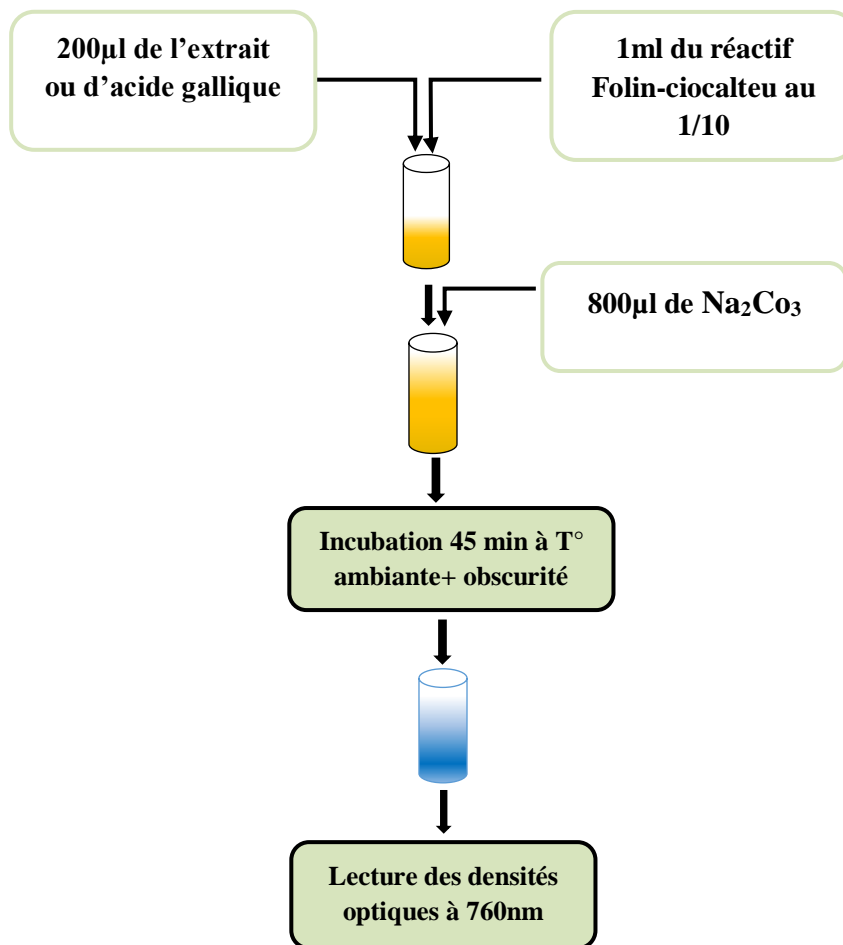 200µl de l’extrait
ou d’acide gallique
1ml du réactif
Folin-ciocalteu au
1/10
800µl de Na₂Co₃
Incubation 45 min à T°
ambiante+ obscurité
Lecture des densités
optiques à 760nm